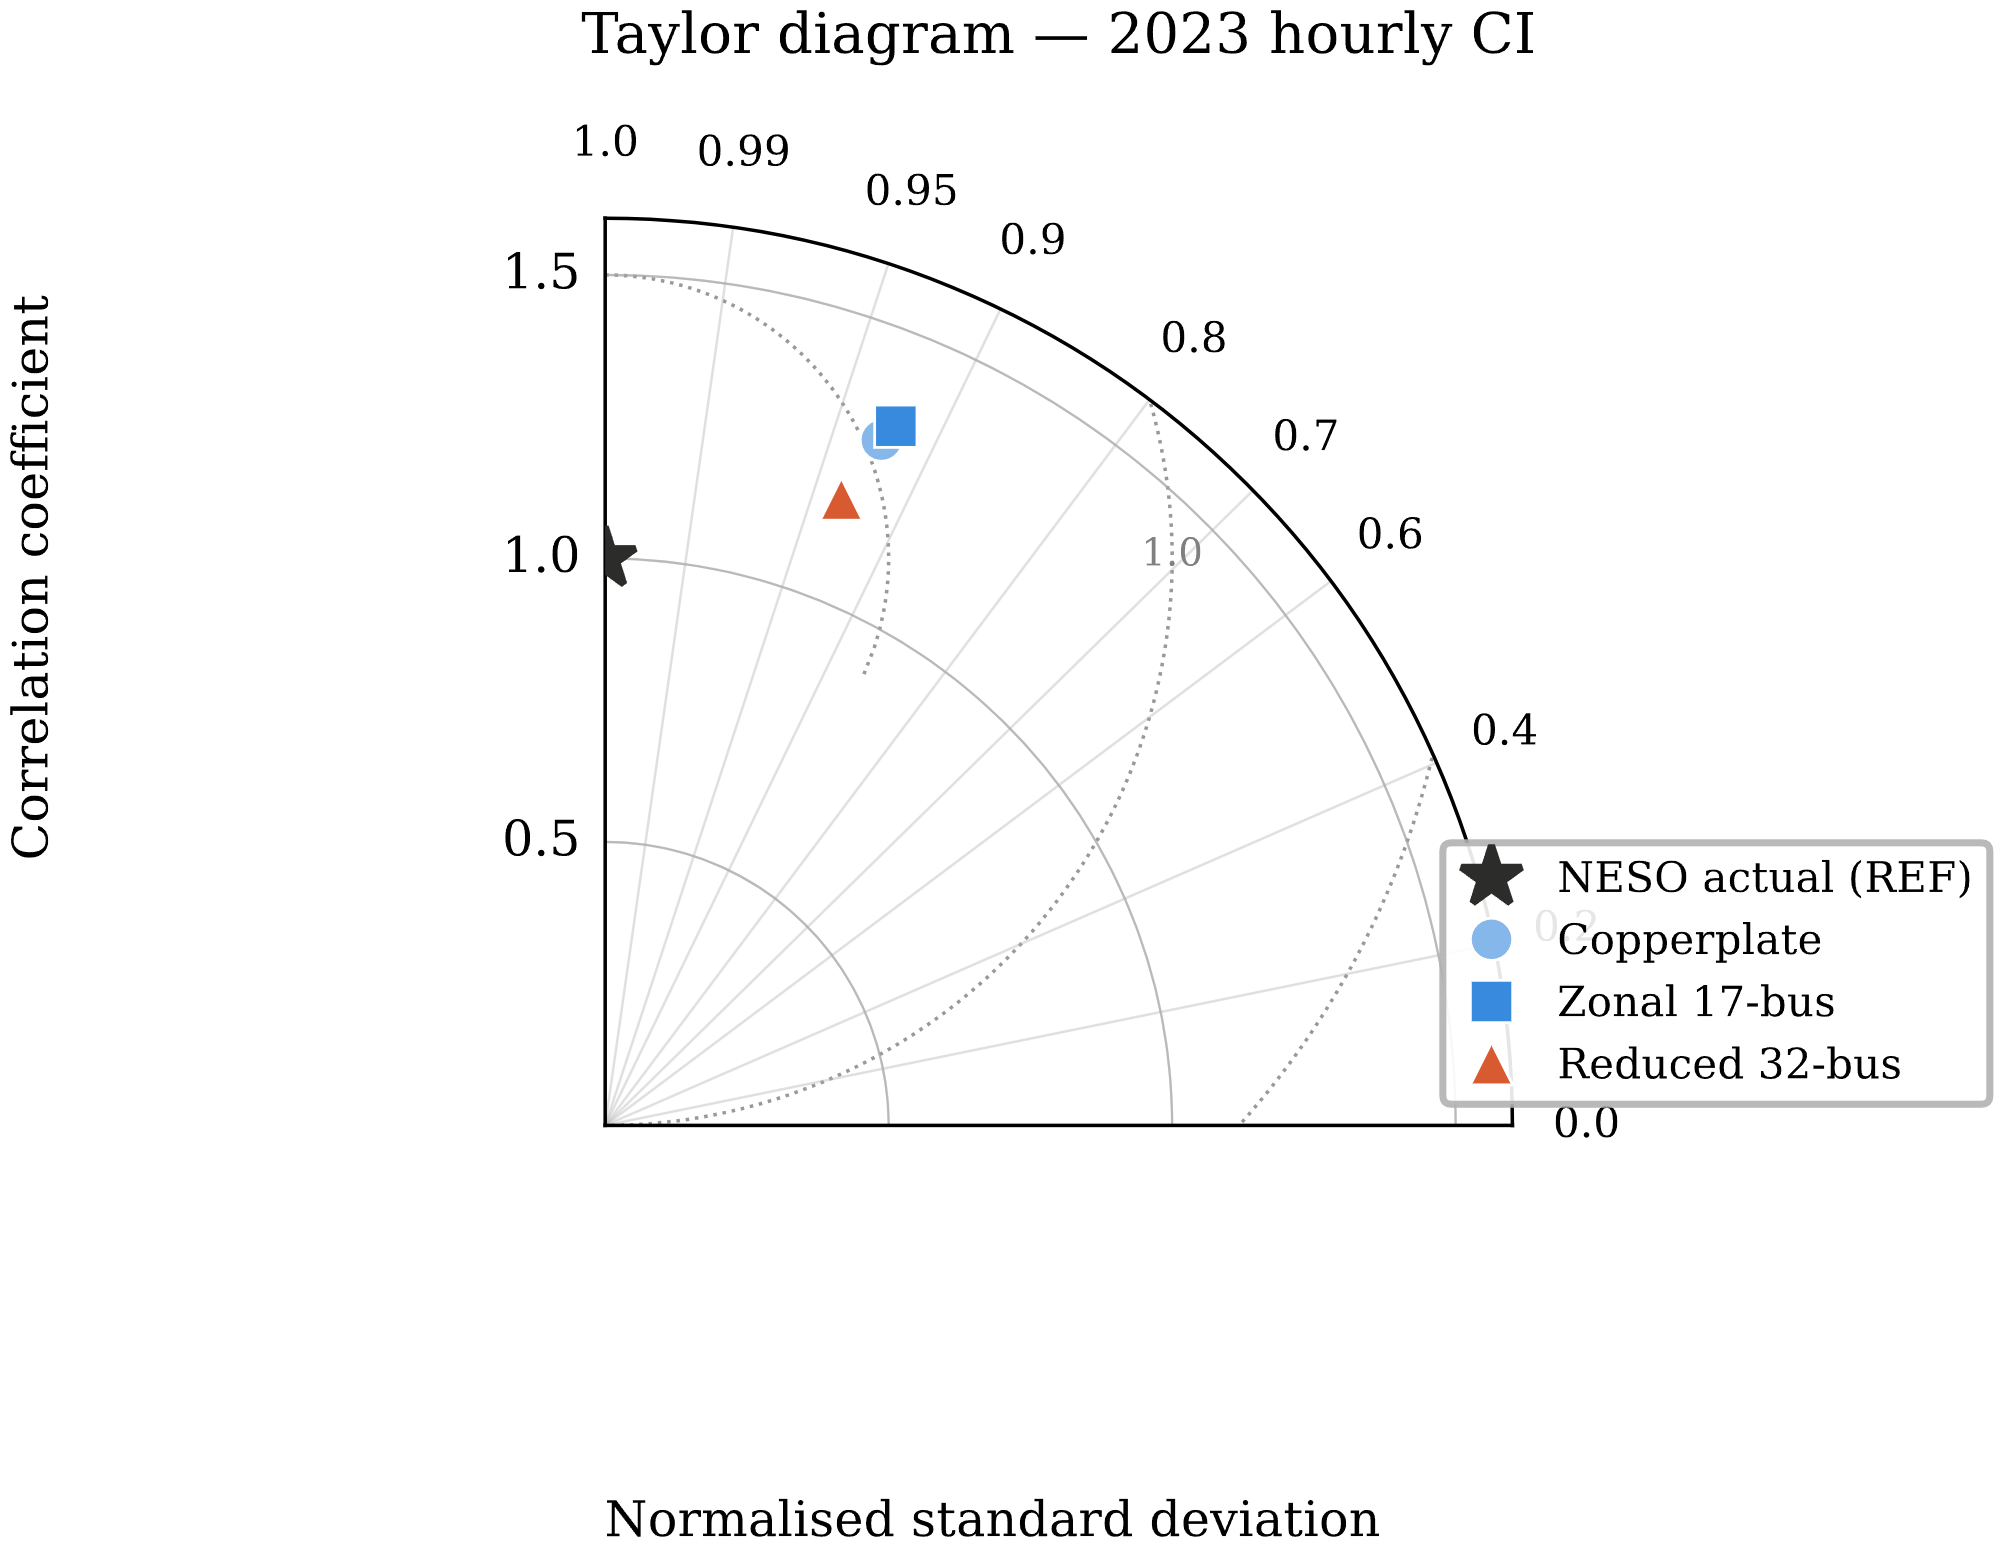 Taylor diagram — 2023 hourly CI
1.0
0.99
0.95
0.9
0.8
0.7
0.6
0.4
0.2
0.0
1.5
1.0
0.5
1.0
Correlation coefficient
NESO actual (REF)
Copperplate
Zonal 17-bus
Reduced 32-bus
Normalised standard deviation